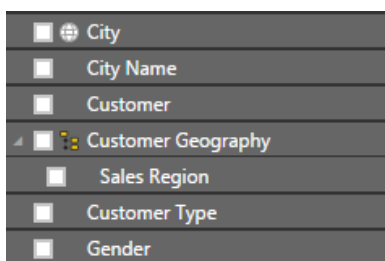 City
City Name
Customer
Customer Geography
Sales Region
Customer Type
Gender